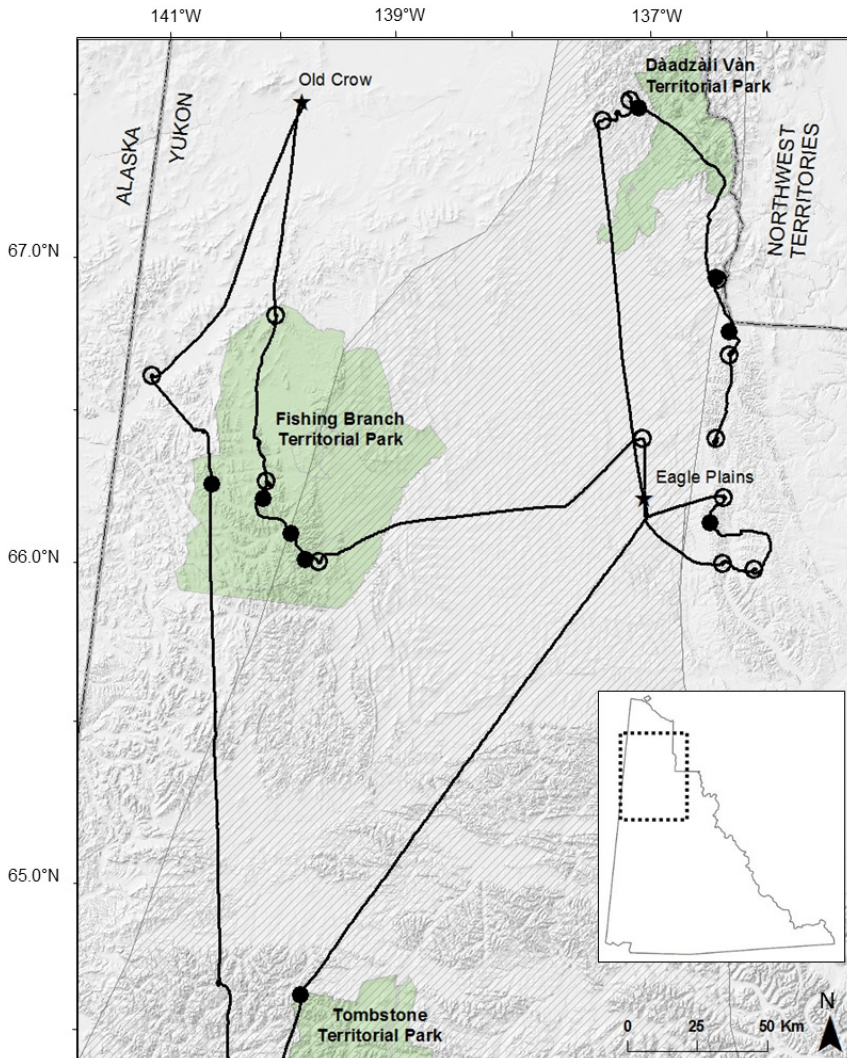 141°W
139°W
137°W
Old Crow
Dàadzàii Vàn
Territorial Park
ALASKA
YUKON
NORTHWEST
TERRITORIES
67.0°N
Fishing Branch
Territorial Park
Eagle Plains
66.0°N
65.0°N
Tombstone
Territorial Park
N
0 25 50 Km